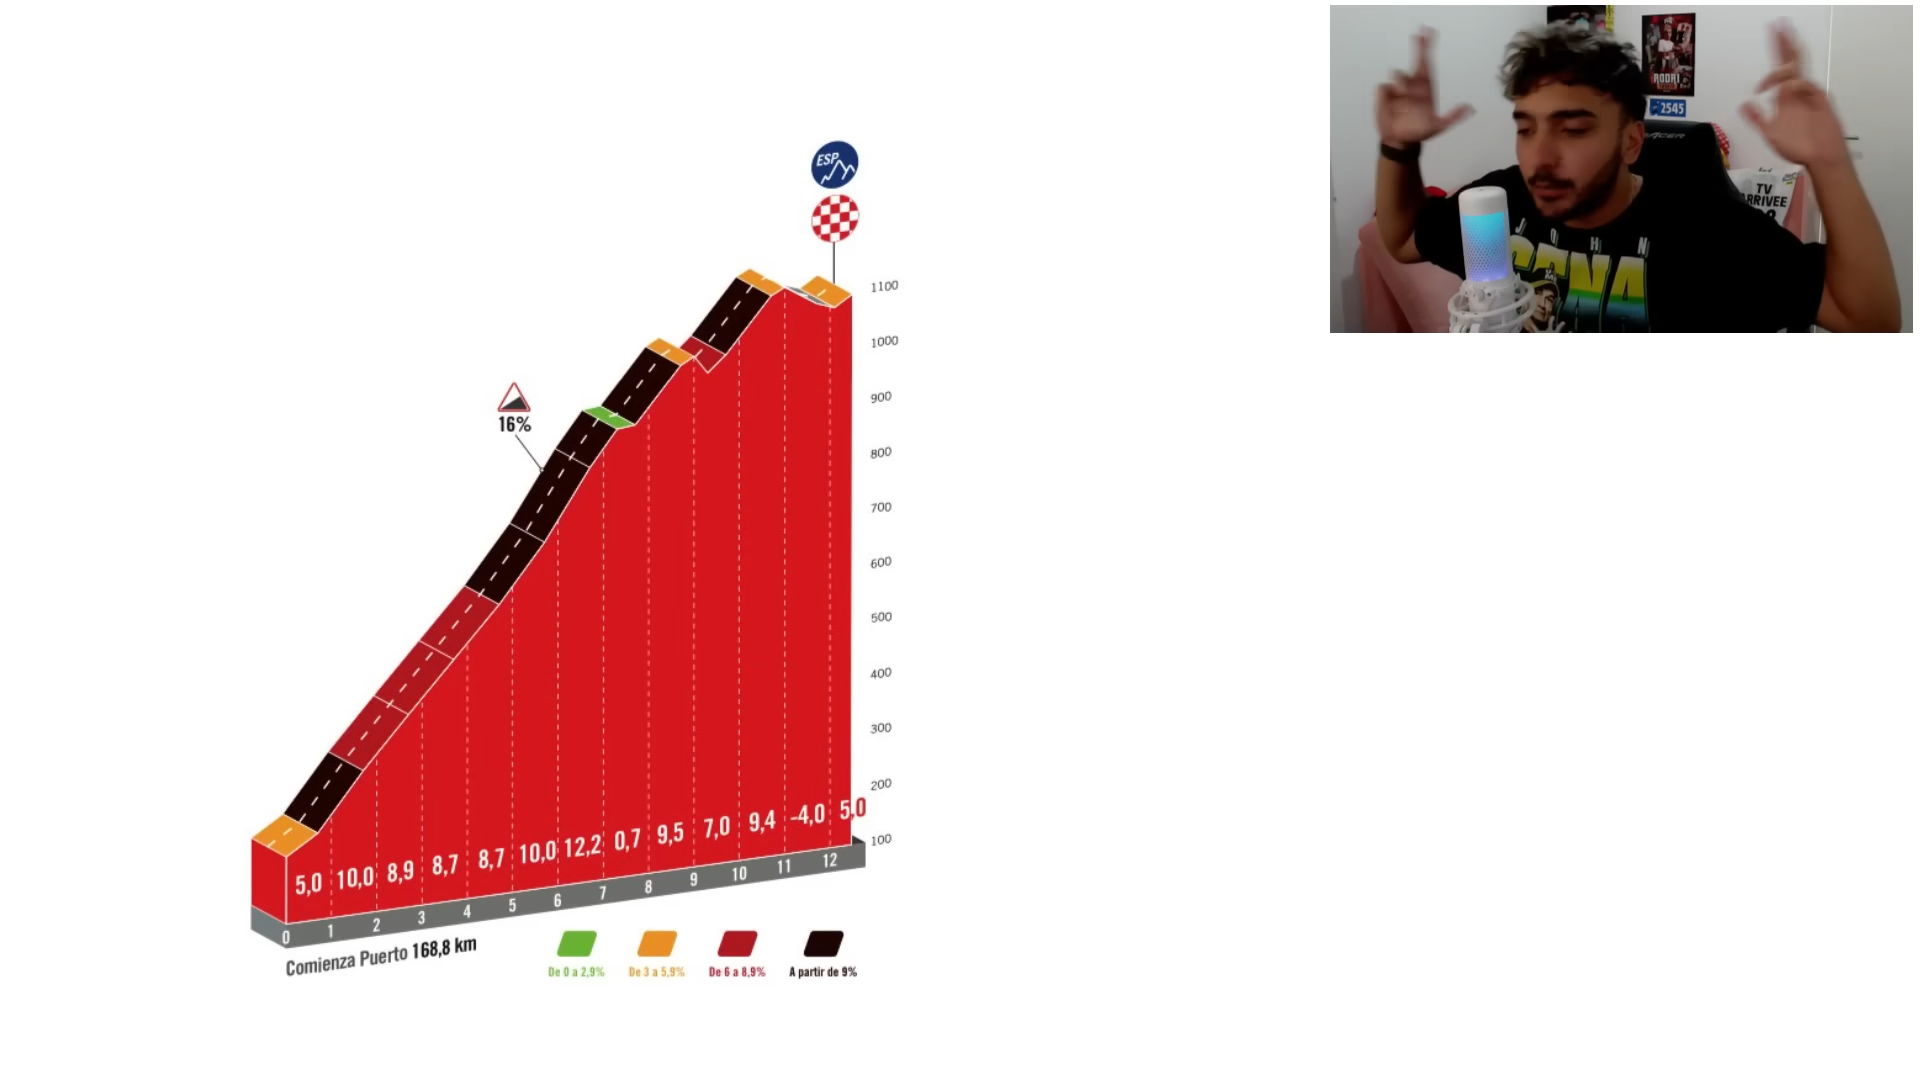 ESP
16%
1100
1000
900
800
700
600
500
400
300
200
100
5,0 10,0 8,9 8,7 8,7 10,0 12,2 0,7 9,5 7,0 9,4 -4,0 5,0
0 1 2 3 4 5 6 7 8 9 10 11 12
Comienza Puerto 168,8 km
De 0 a 2,9% De 3 a 5,9% De 6 a 8,9% A partir de 9%
RODRI
2545
TV
ARRIVEE
JOHN
CENA